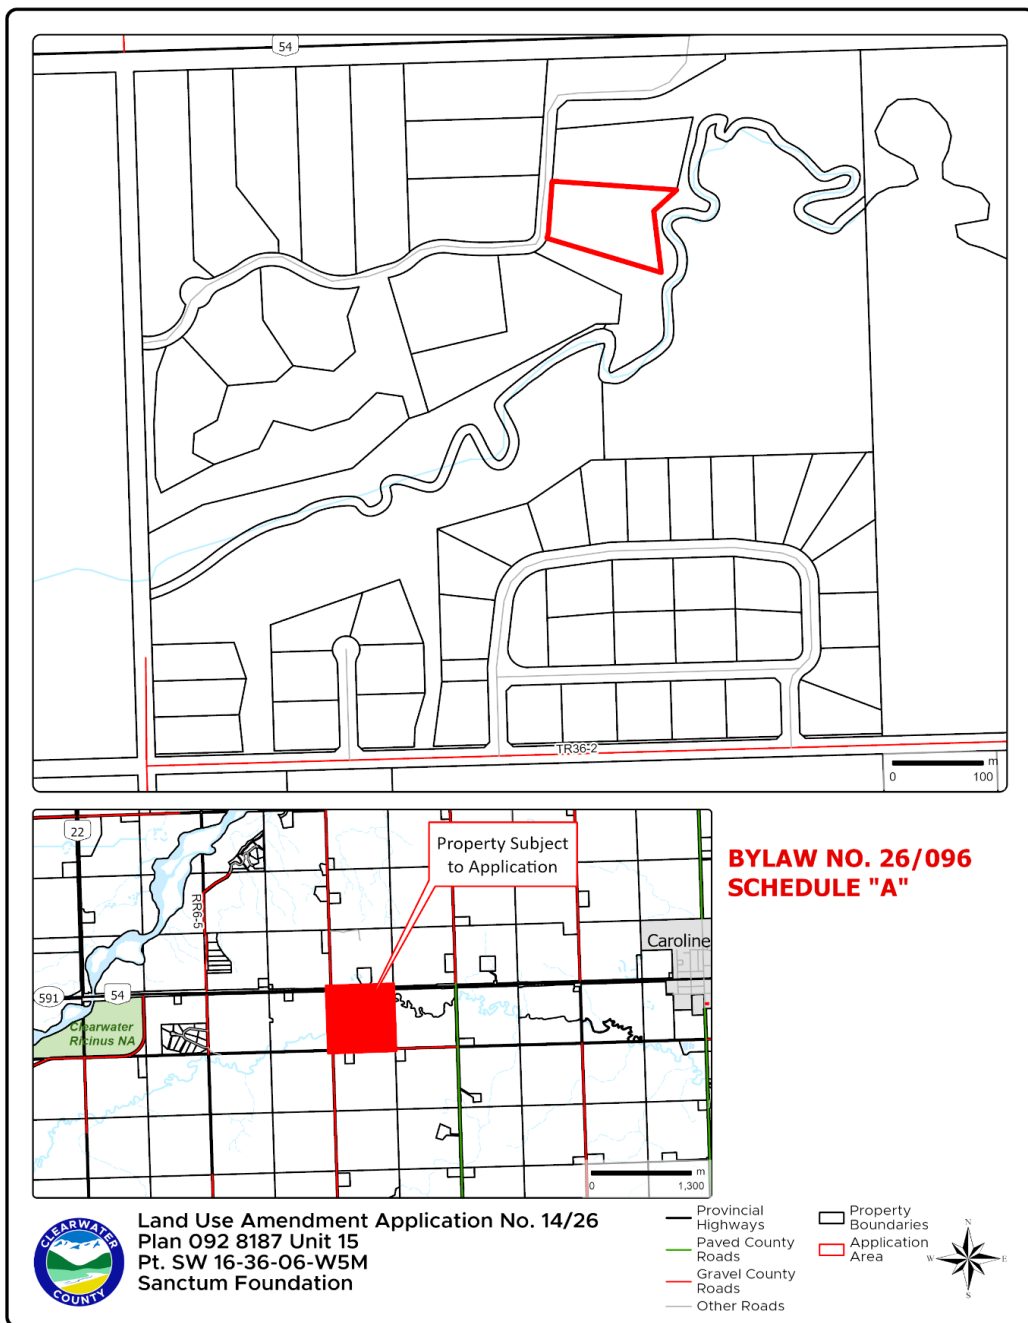 54
TR36-2
m
0 100
22
Property Subject
to Application
RR6-5
Caroline
591
54
Clearwater
Ricinus NA
m
0 1,300
BYLAW NO. 26/096
SCHEDULE "A"
CLEARWATER
COUNTY
Land Use Amendment Application No. 14/26
Plan 092 8187 Unit 15
Pt. SW 16-36-06-W5M
Sanctum Foundation
Provincial
Highways
Paved County
Roads
Gravel County
Roads
Other Roads
Property
Boundaries
Application
Area
N
W E
S